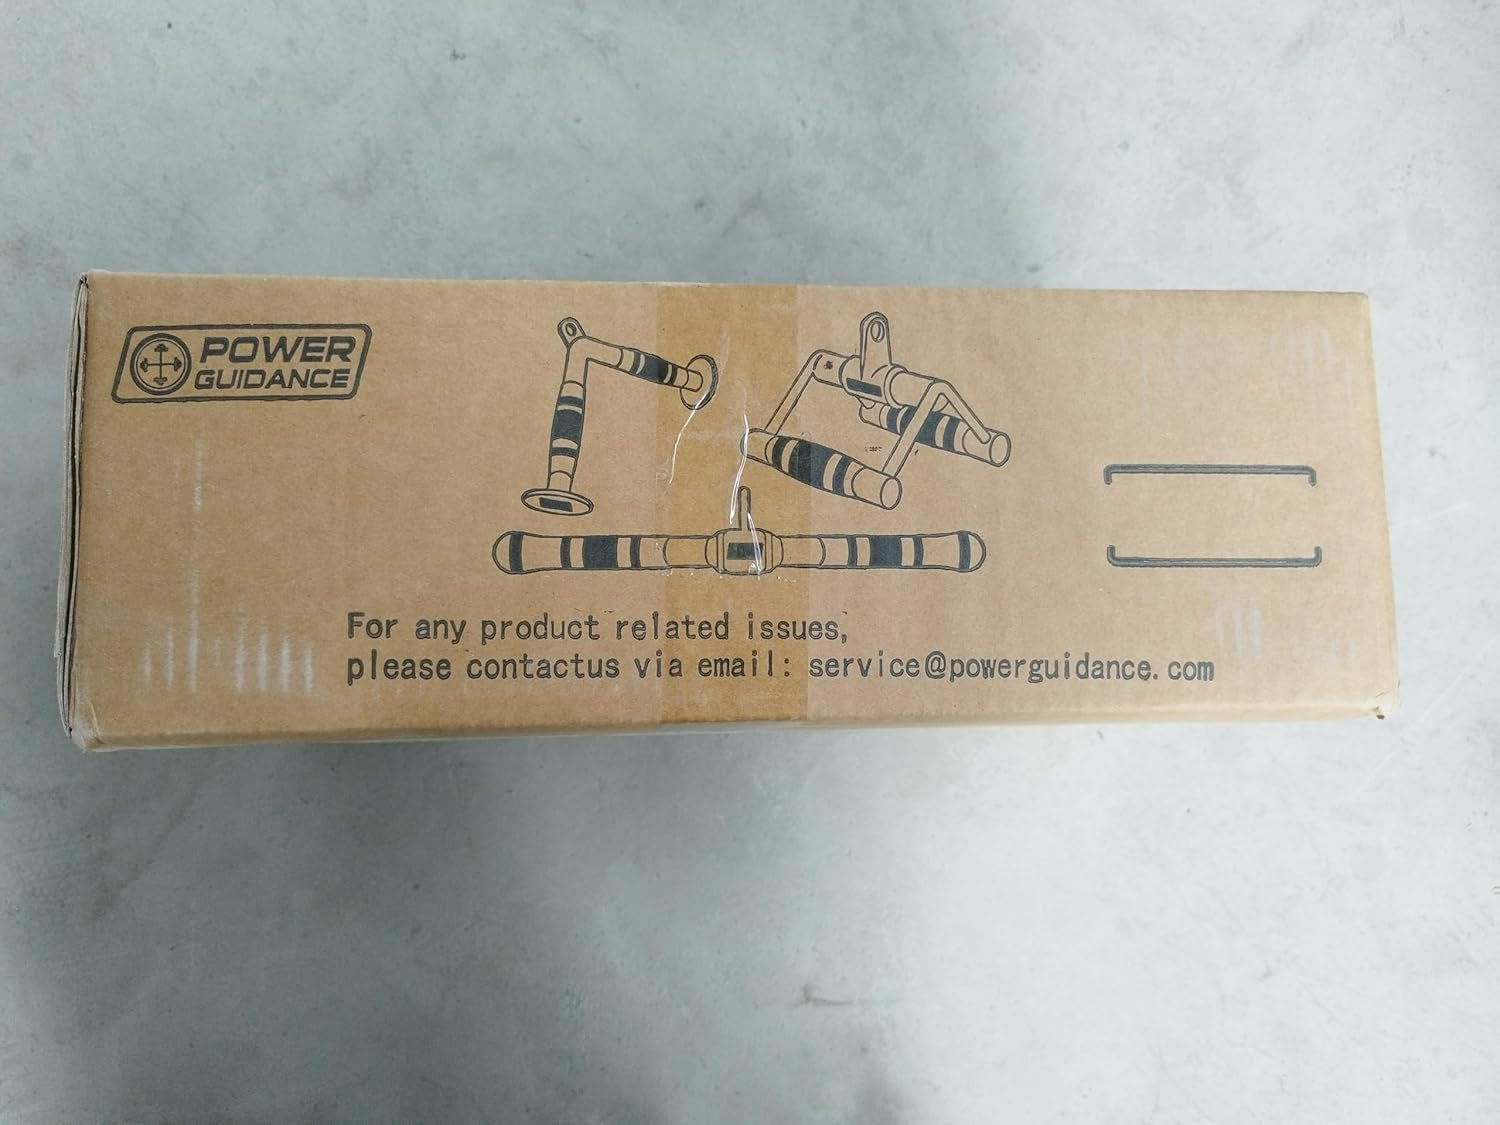 POWER
GUIDANCE
For any product related issues,
please contactus via email: service@powerguidance.com